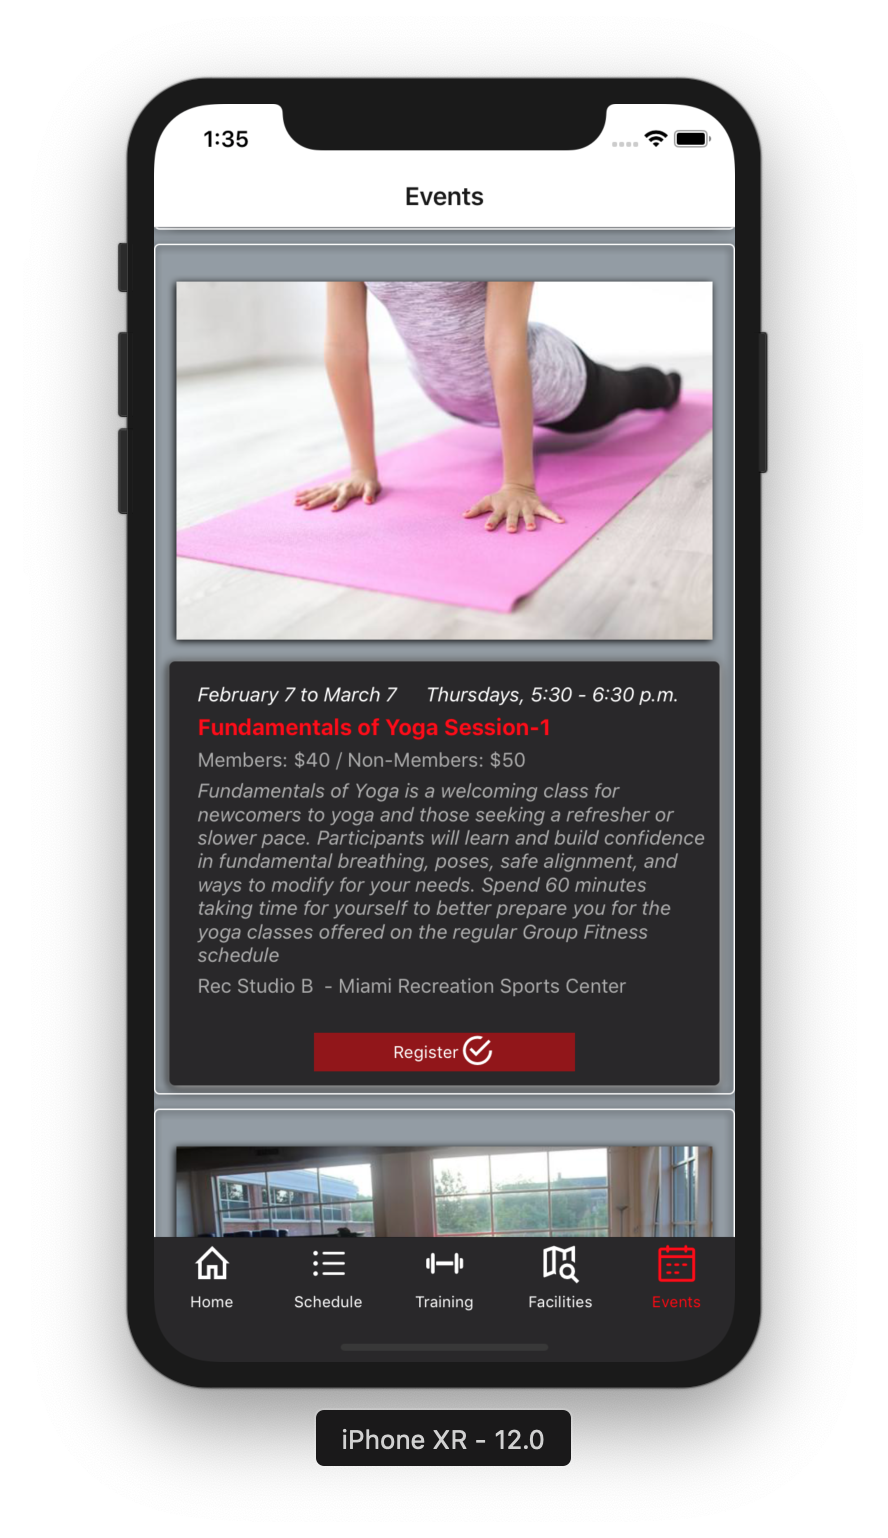 1:35
Events
February 7 to March 7 Thursdays, 5:30 - 6:30 p.m.
Fundamentals of Yoga Session-1
Members: $40 / Non-Members: $50
Fundamentals of Yoga is a welcoming class for
newcomers to yoga and those seeking a refresher or
slower pace. Participants will learn and build confidence
in fundamental breathing, poses, safe alignment, and
ways to modify for your needs. Spend 60 minutes
taking time for yourself to better prepare you for the
yoga classes offered on the regular Group Fitness
schedule
Rec Studio B - Miami Recreation Sports Center
Register
Home Schedule Training Facilities Events
iPhone XR - 12.0